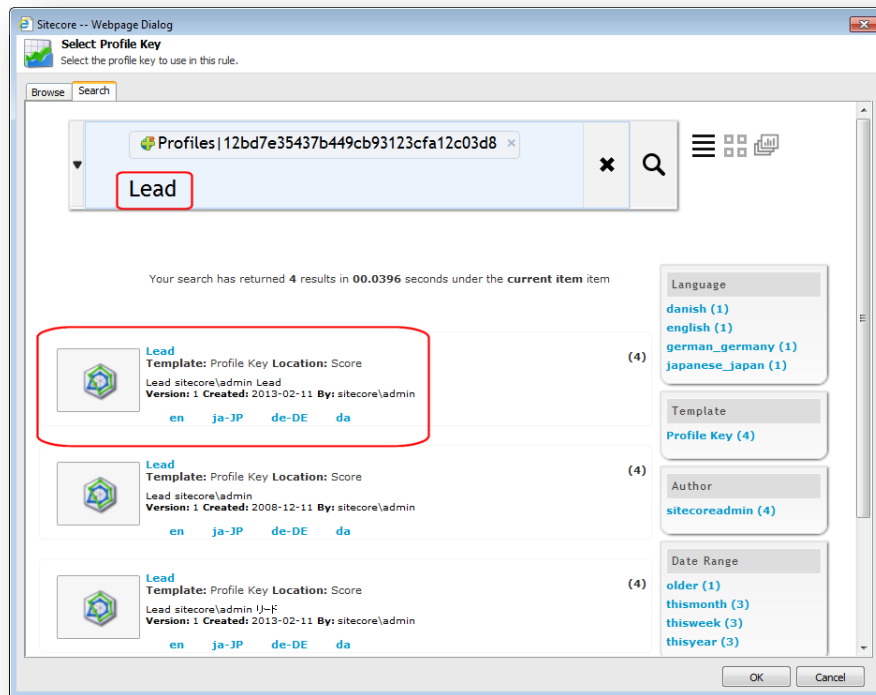 Sitecore -- Webpage Dialog
Select Profile Key
Select the profile key to use in this rule.
Browse Search
Profiles|12bd7e35437b449cb93123cfa12c03d8 ×
Lead
Your search has returned 4 results in 00.0396 seconds under the current item item
Lead
(4)
Template: Profile Key Location: Score
Lead sitecore\admin Lead
Version: 1 Created: 2013-02-11 By: sitecore\admin
en ja-JP de-DE da
Lead
(4)
Template: Profile Key Location: Score
Lead sitecore\admin
Version: 1 Created: 2008-12-11 By: sitecore\admin
en ja-JP de-DE da
Lead
(4)
Template: Profile Key Location: Score
Lead sitecore\admin リード
Version: 1 Created: 2013-02-11 By: sitecore\admin
en ja-JP de-DE da
Language
danish (1)
english (1)
german_germany (1)
japanese_japan (1)
Template
Profile Key (4)
Author
sitecoreadmin (4)
Date Range
older (1)
thismonth (3)
thisweek (3)
thisyear (3)
OK Cancel